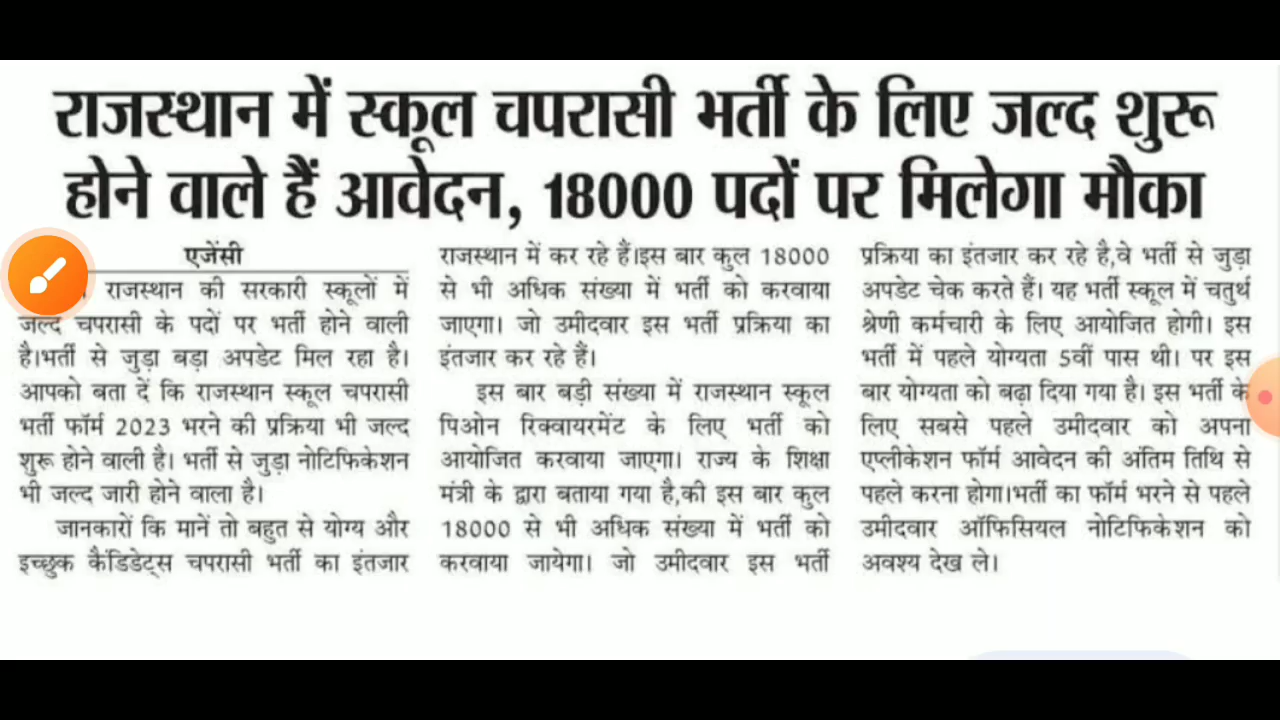 राजस्थान में स्कूल चपरासी भर्ती के लिए जल्द शुरू
होने वाले हैं आवेदन, 18000 पदों पर मिलेगा मौका
एजेंसी
राजस्थान की सरकारी स्कूलों में
जल्द चपरासी के पदों पर भर्ती होने वाली
है।भर्ती से जुड़ा बड़ा अपडेट मिल रहा है।
आपको बता दें कि राजस्थान स्कूल चपरासी
भर्ती फॉर्म 2023 भरने की प्रक्रिया भी जल्द
शुरू होने वाली है। भर्ती से जुड़ा नोटिफिकेशन
भी जल्द जारी होने वाला है।
जानकारों कि मानें तो बहुत से योग्य और
इच्छुक कैंडिडेट्स चपरासी भर्ती का इंतजार
राजस्थान में कर रहे हैं।इस बार कुल 18000
से भी अधिक संख्या में भर्ती को करवाया
जाएगा। जो उमीदवार इस भर्ती प्रक्रिया का
इंतजार कर रहे हैं।
इस बार बड़ी संख्या में राजस्थान स्कूल
पिओन रिक्वायरमेंट के लिए भर्ती को
आयोजित करवाया जाएगा। राज्य के शिक्षा
मंत्री के द्वारा बताया गया है,की इस बार कुल
18000 से भी अधिक संख्या में भर्ती को
करवाया जायेगा। जो उमीदवार इस भर्ती
प्रक्रिया का इंतजार कर रहे है,वे भर्ती से जुड़ा
अपडेट चेक करते हैं। यह भर्ती स्कूल में चतुर्थ
श्रेणी कर्मचारी के लिए आयोजित होगी। इस
भर्ती में पहले योग्यता 5वीं पास थी। पर इस
बार योग्यता को बढ़ा दिया गया है। इस भर्ती के
लिए सबसे पहले उमीदवार को अपना
एप्लीकेशन फॉर्म आवेदन की अंतिम तिथि से
पहले करना होगा।भर्ती का फॉर्म भरने से पहले
उमीदवार ऑफिसियल नोटिफिकेशन को
अवश्य देख ले।